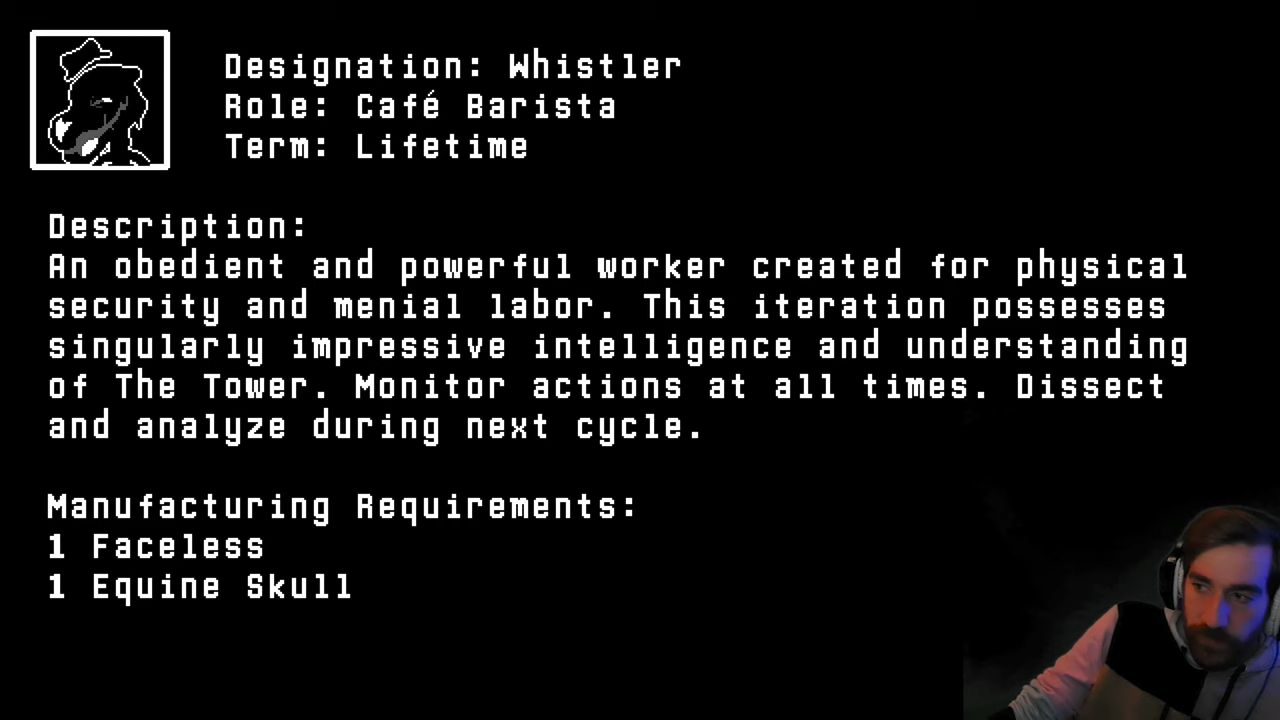 Designation: Whistler
Role: Café Barista
Term: Lifetime
Description:
An obedient and powerful worker created for physical
security and menial labor. This iteration possesses
singularly impressive intelligence and understanding
of The Tower. Monitor actions at all times. Dissect
and analyze during next cycle.
Manufacturing Requirements:
1 Faceless
1 Equine Skull